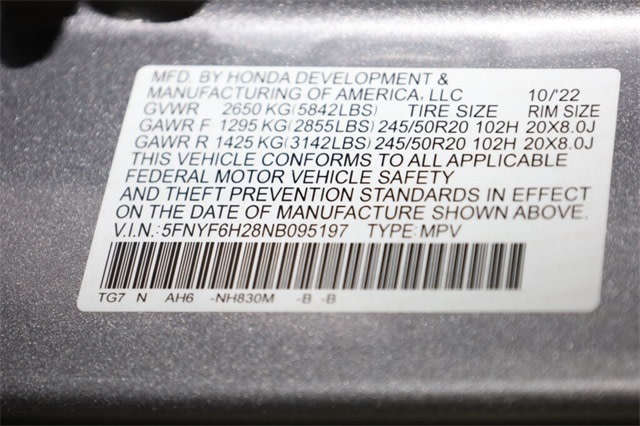 MFD. BY HONDA DEVELOPMENT &
MANUFACTURING OF AMERICA, LLC 10/'22
GVWR 2650 KG(5842LBS) TIRE SIZE RIM SIZE
GAWR F 1295 KG(2855LBS) 245/50R20 102H 20X8.0J
GAWR R 1425 KG(3142LBS) 245/50R20 102H 20X8.0J
THIS VEHICLE CONFORMS TO ALL APPLICABLE
FEDERAL MOTOR VEHICLE SAFETY
AND THEFT PREVENTION STANDARDS IN EFFECT
ON THE DATE OF MANUFACTURE SHOWN ABOVE.
V.I.N.:5FNYF6H28NB095197 TYPE:MPV
TG7 N AH6 -NH830M -B -B